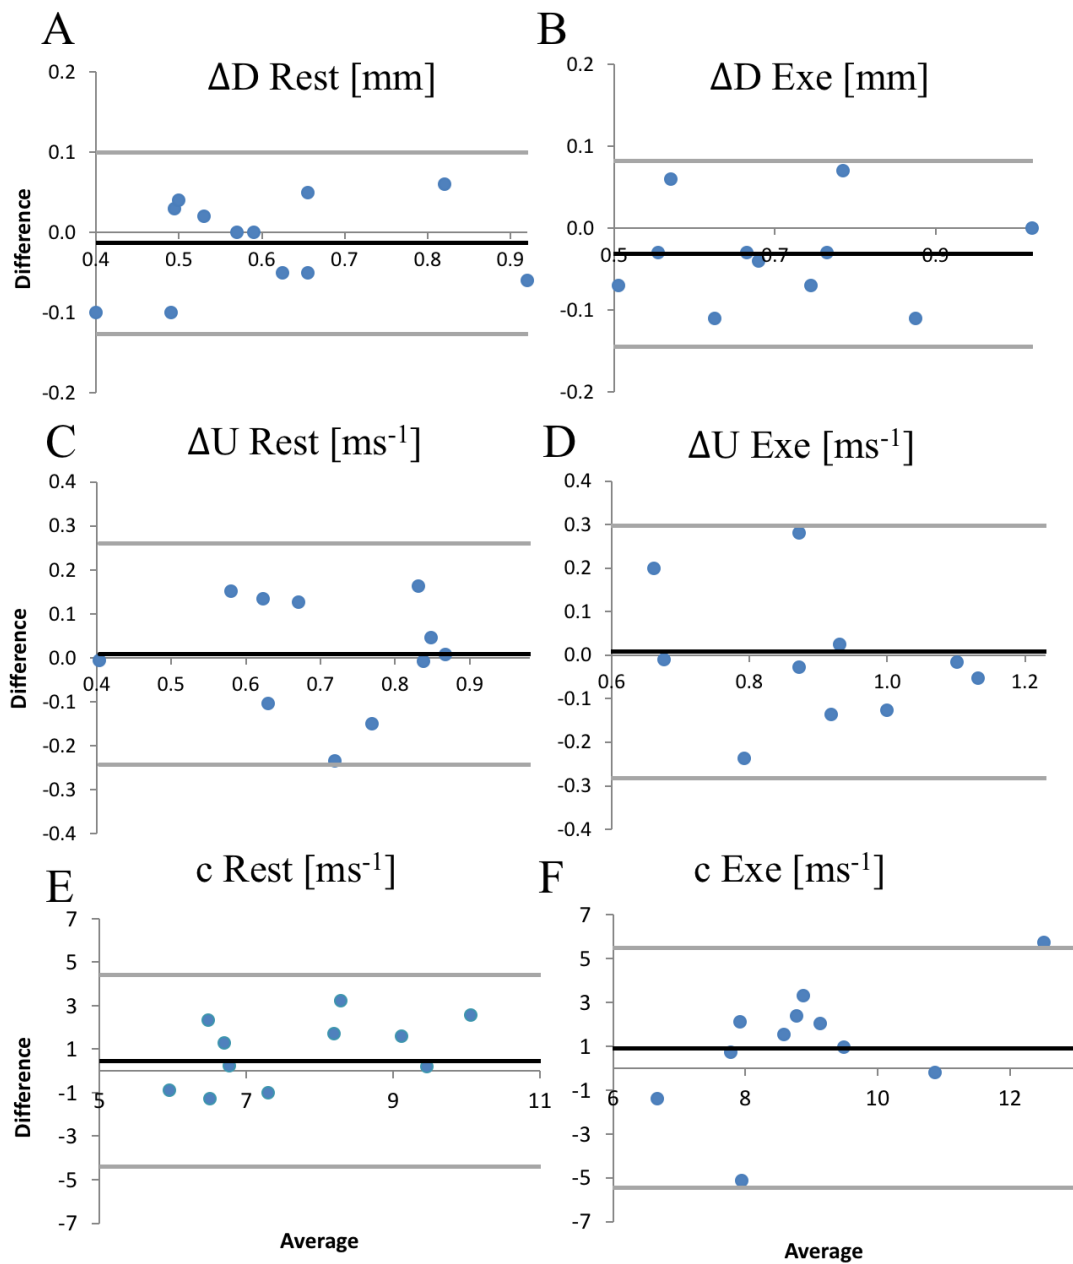 A
ΔD Rest [mm]
0.2
0.1
0.0
-0.1
-0.2
0.4 0.5 0.6 0.7 0.8 0.9
Difference
B
ΔD Exe [mm]
0.2
0.1
0.0
-0.1
-0.2
0.5 0.7 0.9
C
ΔU Rest [ms⁻¹]
0.4
0.3
0.2
0.1
0.0
-0.1
-0.2
-0.3
-0.4
0.4 0.5 0.6 0.7 0.8 0.9
Difference
D
ΔU Exe [ms⁻¹]
0.4
0.3
0.2
0.1
0.0
-0.1
-0.2
-0.3
-0.4
0.6 0.8 1.0 1.2
E
c Rest [ms⁻¹]
7
5
3
1
-1
-3
-5
-7
5 7 9 11
Difference
Average
F
c Exe [ms⁻¹]
7
5
3
1
-1
-3
-5
-7
6 8 10 12
Average